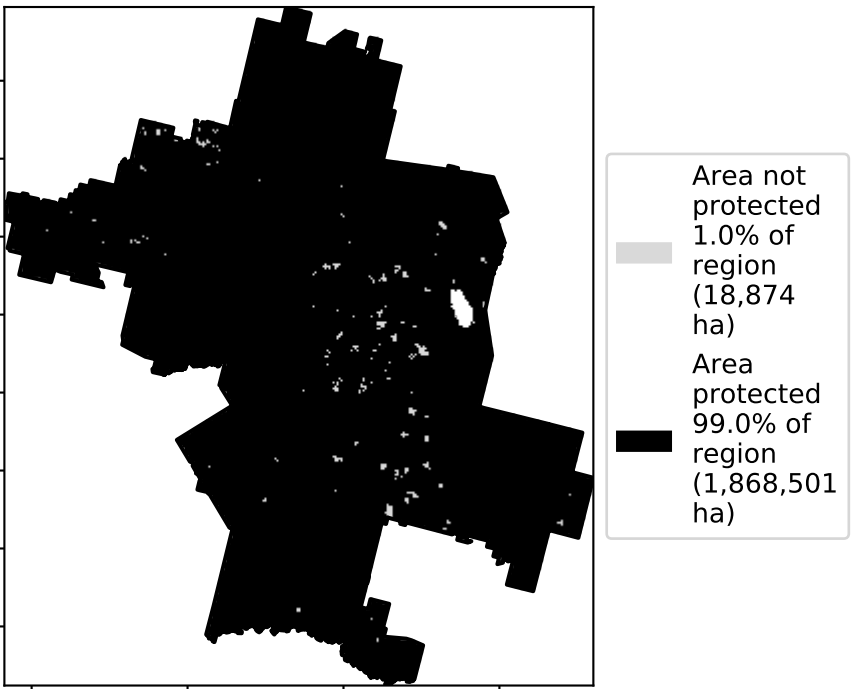 Area not
protected
1.0% of
region
(18,874
ha)
Area
protected
99.0% of
region
(1,868,501
ha)